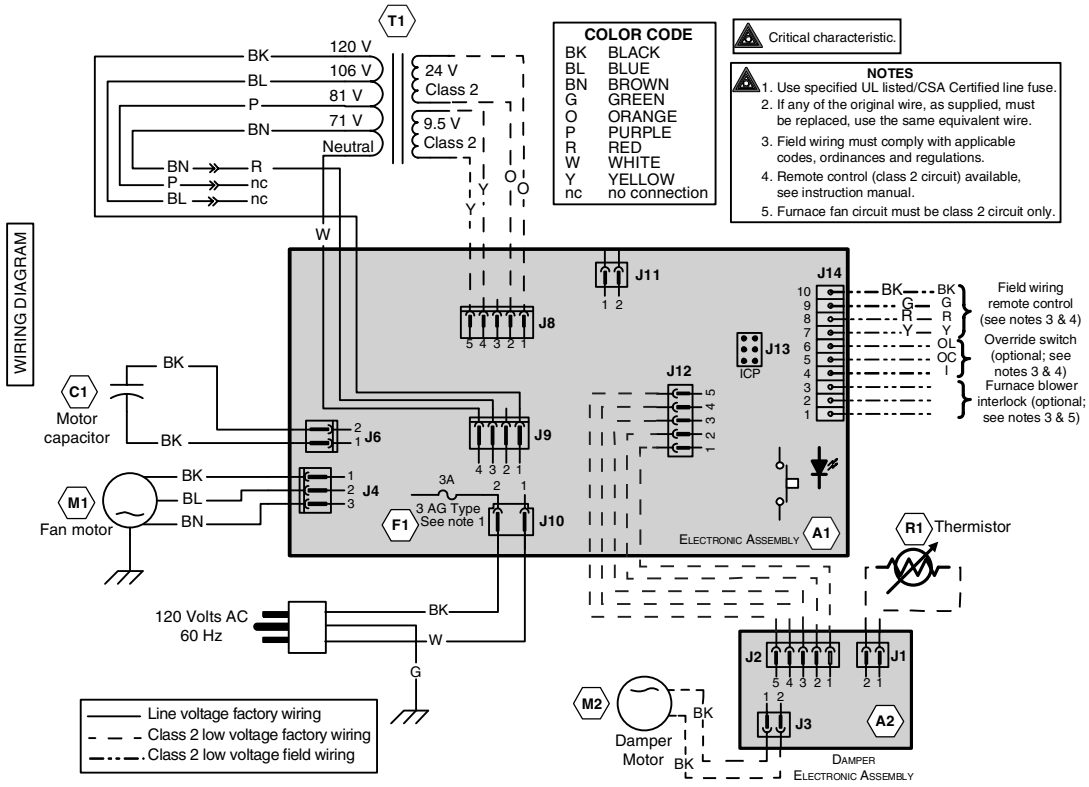 WIRING DIAGRAM
T1
120 V
106 V
81 V
71 V
Neutral
BK
BL
P
BN
BN
R
P
nc
BL
nc
W
24 V
Class 2
9.5 V
Class 2
Y
Y
O
O
COLOR CODE
BK BLACK
BL BLUE
BN BROWN
G GREEN
O ORANGE
P PURPLE
R RED
W WHITE
Y YELLOW
nc no connection
Critical characteristic.
NOTES
1. Use specified UL listed/CSA Certified line fuse.
2. If any of the original wire, as supplied, must
be replaced, use the same equivalent wire.
3. Field wiring must comply with applicable
codes, ordinances and regulations.
4. Remote control (class 2 circuit) available,
see instruction manual.
5. Furnace fan circuit must be class 2 circuit only.
J11
1 2
J8
5 4 3 2 1
J13
ICP
J14
10
9
8
7
6
5
4
3
2
1
BK BK
G G
R R
Y Y
OL
OC
I
Field wiring
remote control
(see notes 3 & 4)
Override switch
(optional; see
notes 3 & 4)
Furnace blower
interlock (optional;
see notes 3 & 5)
J12
5
4
3
2
1
C1
Motor
capacitor
BK
BK
2
1
J6
J9
4 3 2 1
M1
Fan motor
BK
BL
BN
1
2
3
J4
3A
3 AG Type
See note 1
F1
2 1
J10
ELECTRONIC ASSEMBLY
A1
R1
Thermistor
120 Volts AC
60 Hz
BK
W
G
J2
5 4 3 2 1
J1
2 1
J3
1 2
A2
M2
Damper
Motor
BK
BK
DAMPER
ELECTRONIC ASSEMBLY
Line voltage factory wiring
Class 2 low voltage factory wiring
Class 2 low voltage field wiring